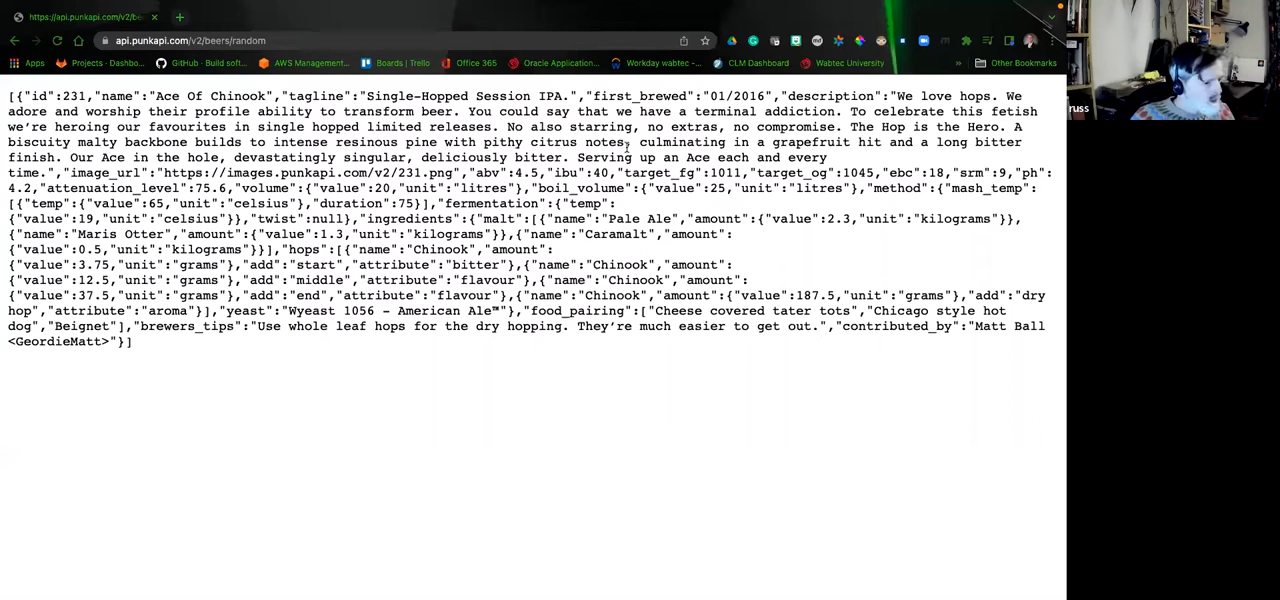 https://api.punkapi.com/v2/be
api.punkapi.com/v2/beers/random
Apps Projects - Dashbo... GitHub - Build soft... AWS Management... Boards | Trello Office 365 Oracle Application... Workday wabtec -... CLM Dashboard Wabtec University » Other Bookmarks
russ
[{"id":231,"name":"Ace Of Chinook","tagline":"Single-Hopped Session IPA.","first_brewed":"01/2016","description":"We love hops. We
adore and worship their profile ability to transform beer. You could say that we have a terminal addiction. To celebrate this fetish
we’re heroing our favourites in single hopped limited releases. No also starring, no extras, no compromise. The Hop is the Hero. A
biscuity malty backbone builds to intense resinous pine with pithy citrus notes, culminating in a grapefruit hit and a long bitter
finish. Our Ace in the hole, devastatingly singular, deliciously bitter. Serving up an Ace each and every
time.","image_url":"https://images.punkapi.com/v2/231.png","abv":4.5,"ibu":40,"target_fg":1011,"target_og":1045,"ebc":18,"srm":9,"ph":
4.2,"attenuation_level":75.6,"volume":{"value":20,"unit":"litres"},"boil_volume":{"value":25,"unit":"litres"},"method":{"mash_temp":
[{"temp":{"value":65,"unit":"celsius"},"duration":75}],"fermentation":{"temp":
{"value":19,"unit":"celsius"}},"twist":null},"ingredients":{"malt":[{"name":"Pale Ale","amount":{"value":2.3,"unit":"kilograms"}},
{"name":"Maris Otter","amount":{"value":1.3,"unit":"kilograms"}},{"name":"Caramalt","amount":
{"value":0.5,"unit":"kilograms"}}],"hops":[{"name":"Chinook","amount":
{"value":3.75,"unit":"grams"},"add":"start","attribute":"bitter"},{"name":"Chinook","amount":
{"value":12.5,"unit":"grams"},"add":"middle","attribute":"flavour"},{"name":"Chinook","amount":
{"value":37.5,"unit":"grams"},"add":"end","attribute":"flavour"},{"name":"Chinook","amount":{"value":187.5,"unit":"grams"},"add":"dry
hop","attribute":"aroma"}],"yeast":"Wyeast 1056 - American Ale™"},"food_pairing":["Cheese covered tater tots","Chicago style hot
dog","Beignet"],"brewers_tips":"Use whole leaf hops for the dry hopping. They’re much easier to get out.","contributed_by":"Matt Ball
<GeordieMatt>"}]